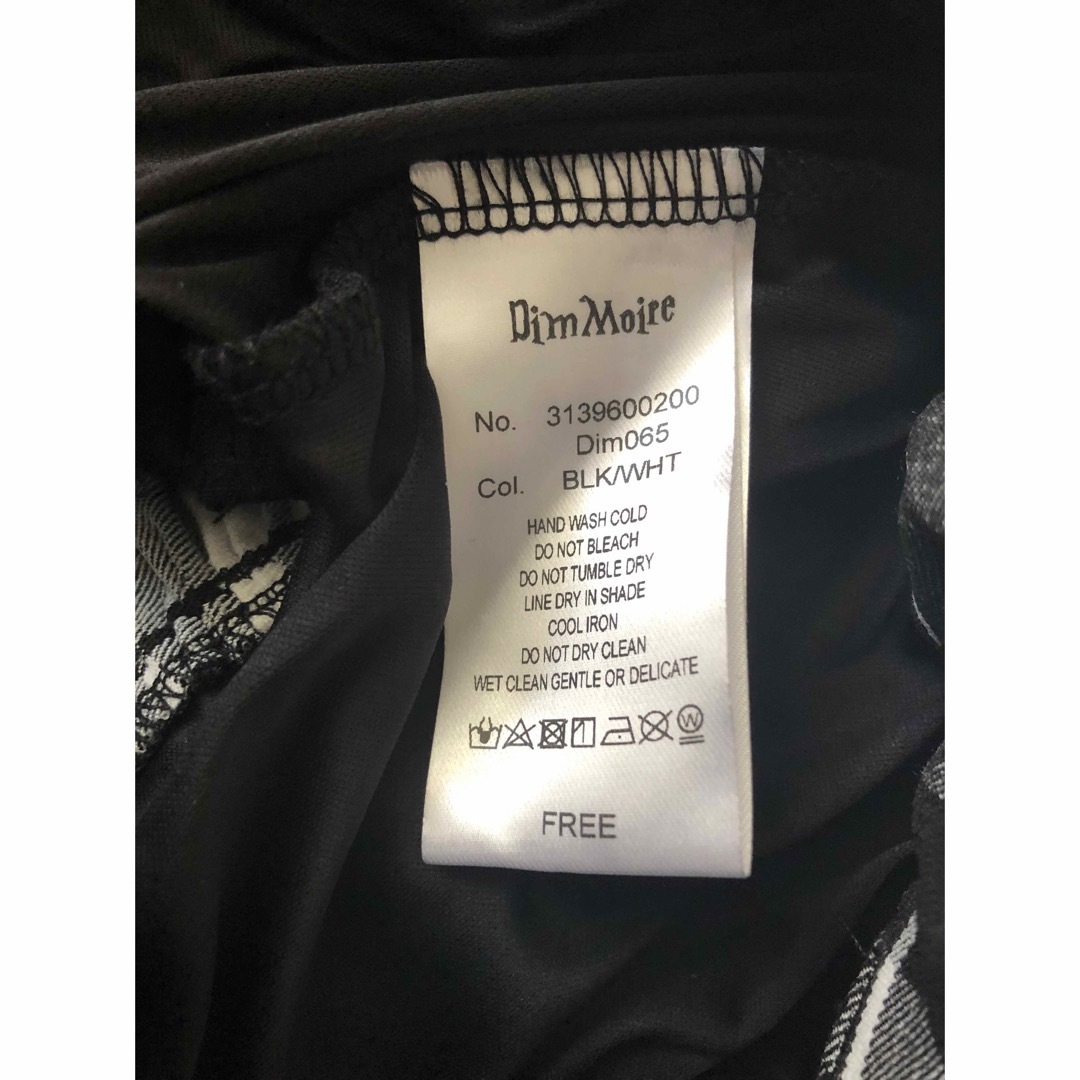 DimMoire
No. 3139600200
Dim065
Col. BLK/WHT
HAND WASH COLD
DO NOT BLEACH
DO NOT TUMBLE DRY
LINE DRY IN SHADE
COOL IRON
DO NOT DRY CLEAN
WET CLEAN GENTLE OR DELICATE
W
FREE